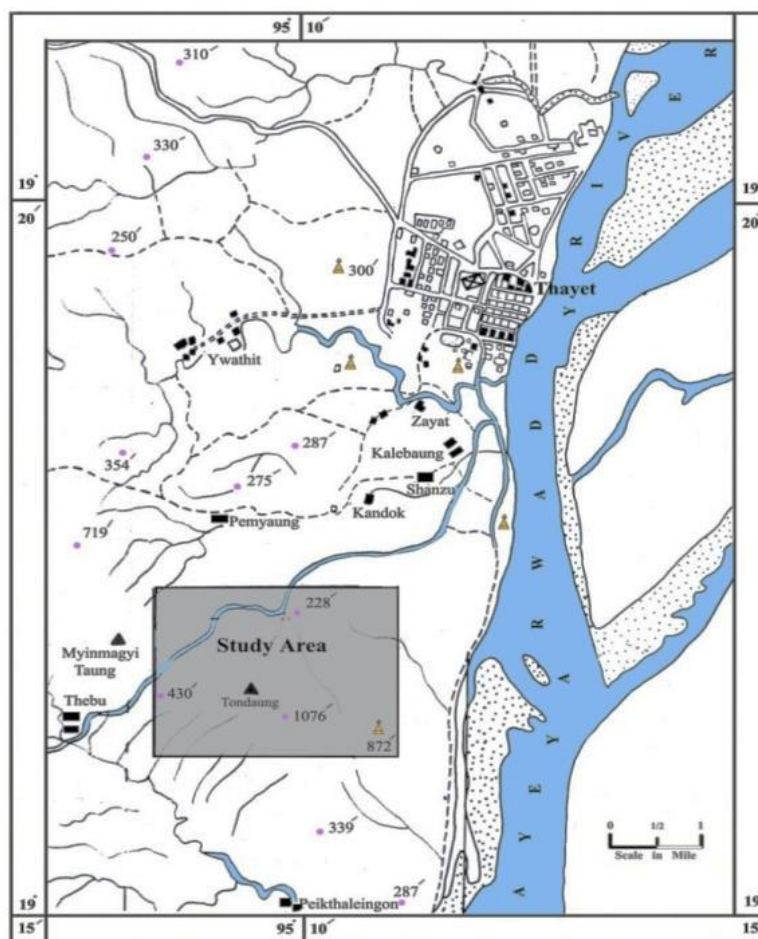 95 10′
310′
330′
19° 19°
20′ 20′
250′
300′
Thayet
Ywathit
Zayat
287′
Kalebaung
354′
275′
Shanzu
Kandok
Pemyaung
719′
228′
Study Area
Myinmagyi
Taung
Thebu
430′
Tondaung
1076′
872′
339′
0 1/2 1
Scale in Mile
Peikthaleingon
287′
19° 19
15′ 95 10′ 15′
AYEYARWADDY RIVER